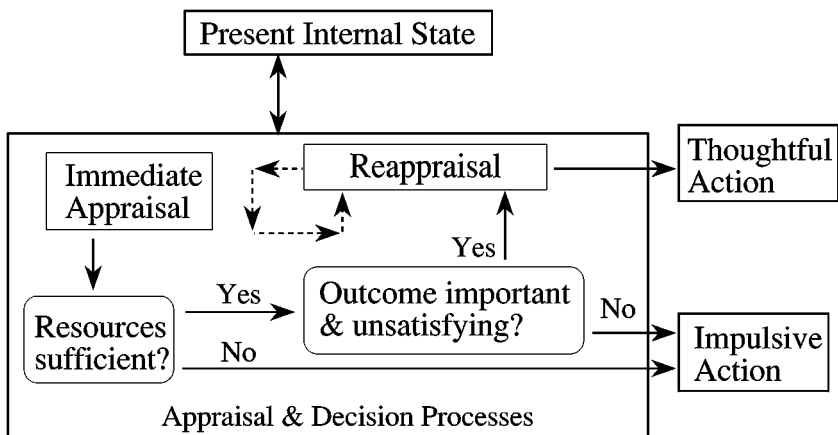 Present Internal State
Immediate
Appraisal
Reappraisal
Thoughtful
Action
Yes
Resources
sufficient?
Yes
No
Outcome important
& unsatisfying?
No
Impulsive
Action
Appraisal & Decision Processes